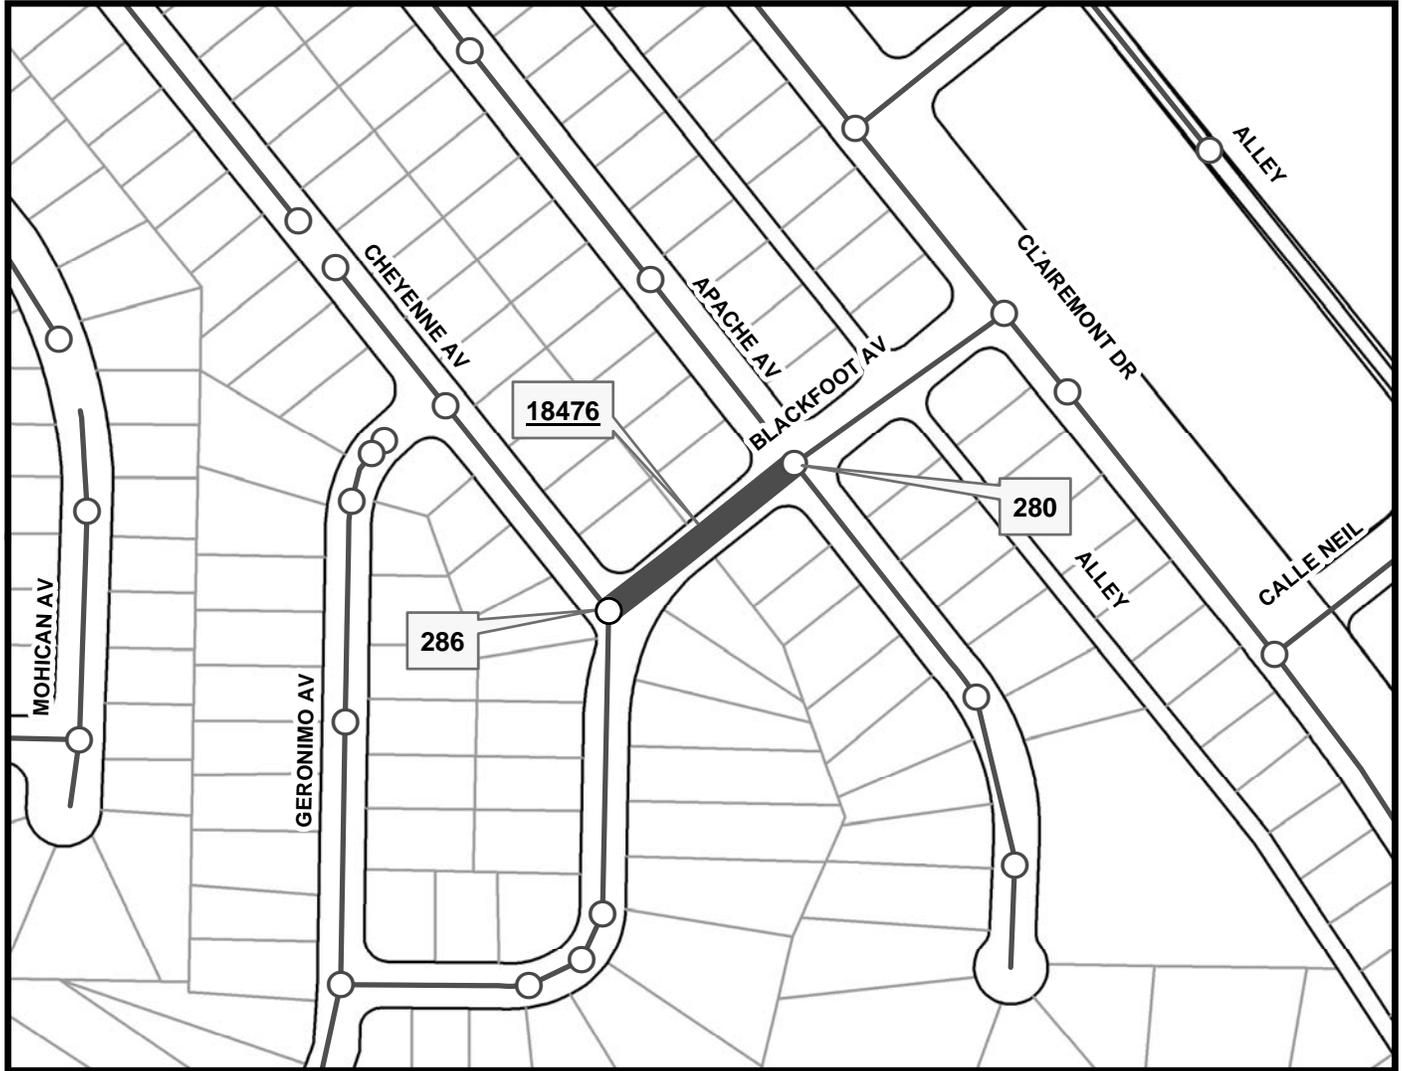 ALLEY
CLAIREMONT DR
CHEYENNE AV
APACHE AV
BLACKFOOT AV
18476
280
CALLE NEIL
ALLEY
286
MOHICAN AV
GERONIMO AV